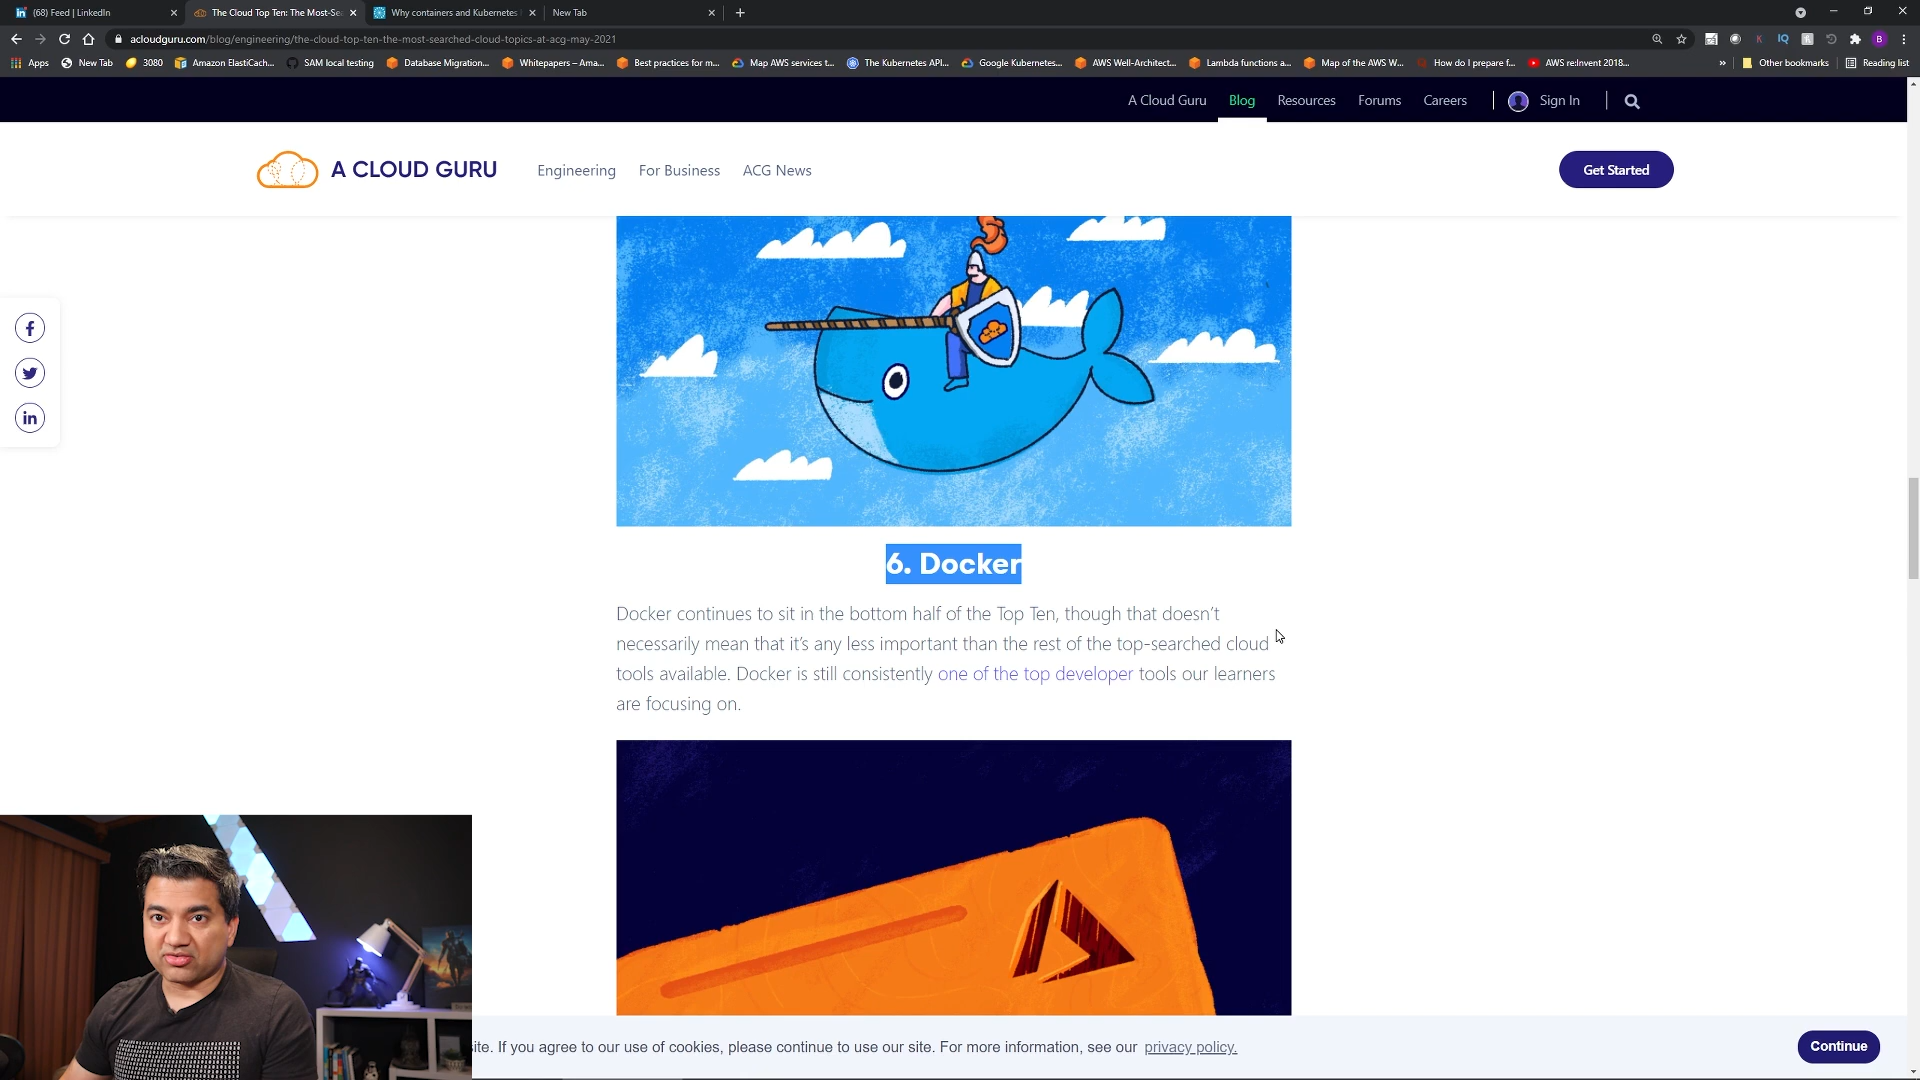 (68) Feed | LinkedIn
The Cloud Top Ten: The Most-Se
Why containers and Kubernetes
New Tab
acloudguru.com/blog/engineering/the-cloud-top-ten-the-most-searched-cloud-topics-at-acg-may-2021
Apps
New Tab
3080
Amazon ElastiCach...
SAM local testing
Database Migration...
Whitepapers – Ama...
Best practices for m...
Map AWS services t...
The Kubernetes API...
Google Kubernetes...
AWS Well-Architect...
Lambda functions a...
Map of the AWS W...
How do I prepare f...
AWS re:Invent 2018...
Other bookmarks
Reading list
A Cloud Guru
Blog
Resources
Forums
Careers
Sign In
A CLOUD GURU
Engineering
For Business
ACG News
Get Started
6. Docker
Docker continues to sit in the bottom half of the Top Ten, though that doesn't
necessarily mean that it's any less important than the rest of the top-searched cloud
tools available. Docker is still consistently one of the top developer tools our learners
are focusing on.
site. If you agree to our use of cookies, please continue to use our site. For more information, see our privacy policy.
Continue